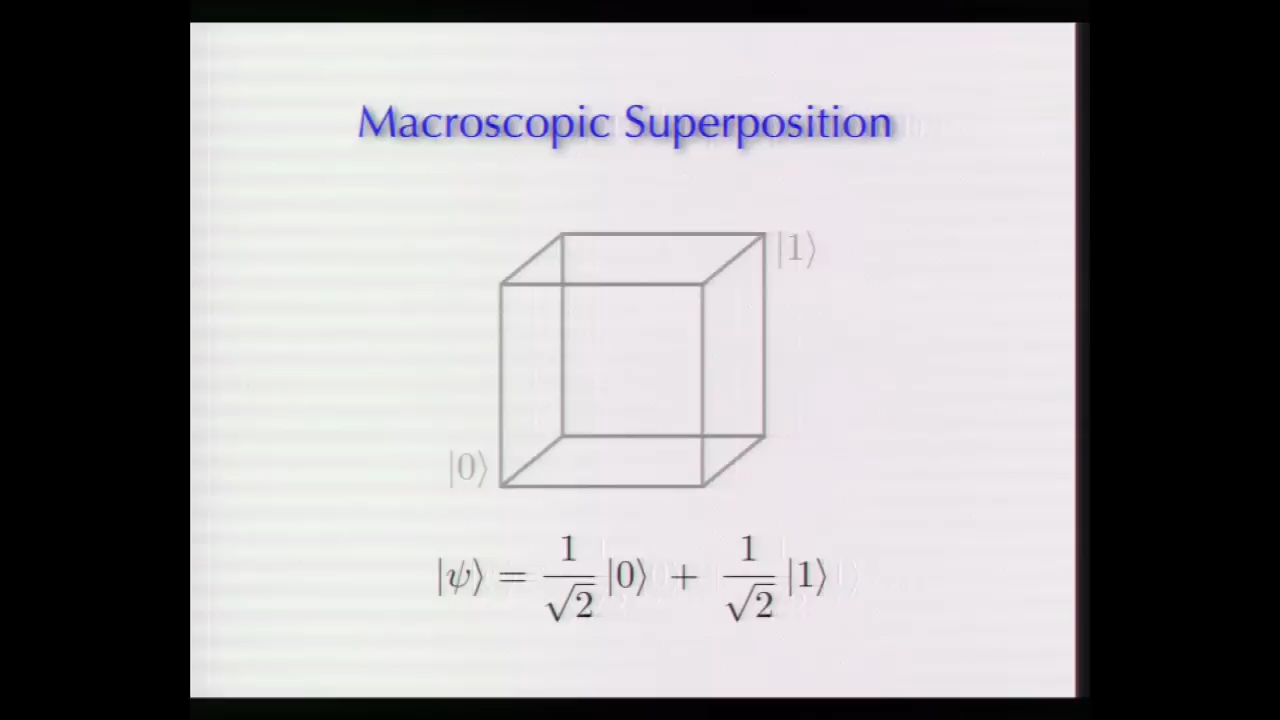 Macroscopic Superposition
|1⟩
|0⟩
|ψ⟩ = 1/√2 |0⟩ + 1/√2 |1⟩